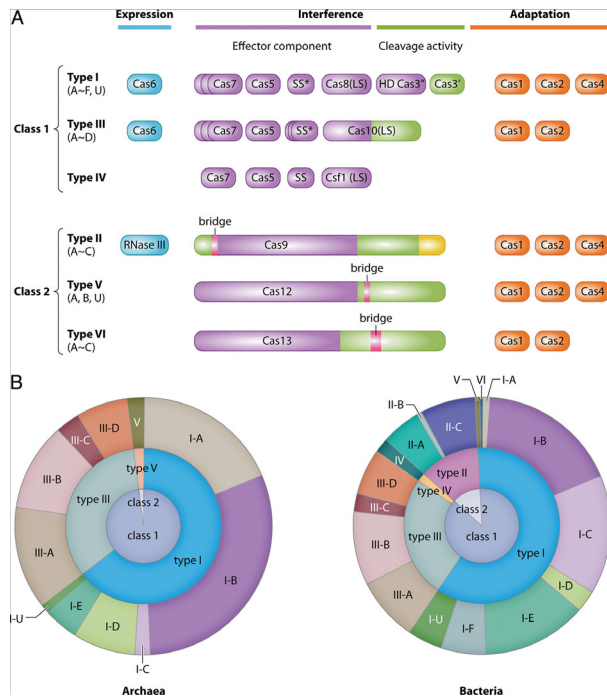 A
Expression Interference Adaptation
Effector component Cleavage activity
Type I
(A~F, U)
Cas6 Cas7 Cas5 SS* Cas8(LS) HD Cas3" Cas3' Cas1 Cas2 Cas4
Class 1
Type III
(A~D)
Cas6 Cas7 Cas5 SS* Cas10(LS) Cas1 Cas2
Type IV
Cas7 Cas5 SS Csf1 (LS)
bridge
Type II
(A~C)
RNase III Cas9 Cas1 Cas2 Cas4
bridge
Class 2
Type V
(A, B, U)
Cas12 Cas1 Cas2 Cas4
bridge
Type VI
(A~C)
Cas13 Cas1 Cas2
B
V
I-A
III-D
III-C
III-B
III-A
I-U
I-E
I-D
I-C
I-B
type V
type III
type I
class 2
class 1
Archaea
V
VI
I-A
II-C
II-B
II-A
IV
III-D
III-C
III-B
III-A
I-U
I-F
I-E
I-D
I-C
I-B
type II
type IV
type III
type I
class 2
class 1
Bacteria